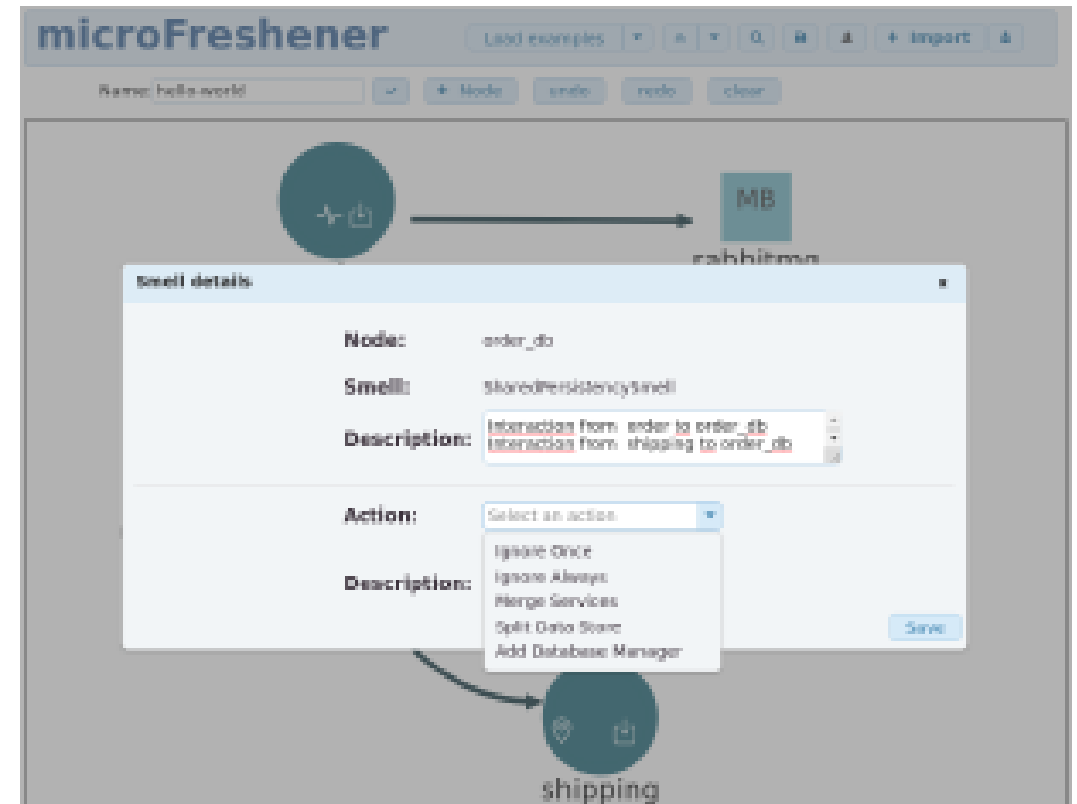 microFreshener
Load examples
+ Import
Name: hello-world
+ Node
undo
redo
clear
MB
rabbitmq
Smell details
x
Node: order_db
Smell: SharedPersistencySmell
Description: Interaction from order to order_db
Interaction from shipping to order_db
Action: Select an action
Ignore Once
Ignore Always
Description:
Merge Services
Split Data Store
Save
Add Database Manager
shipping